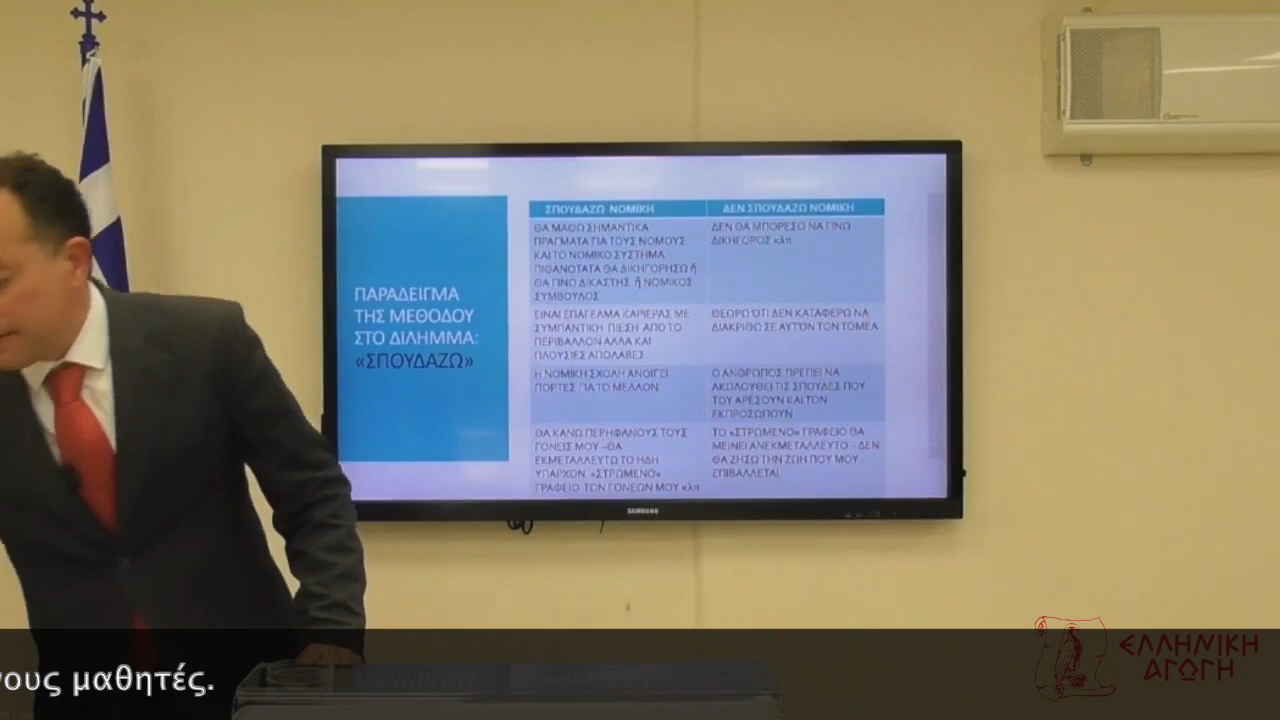 ΠΑΡΑΔΕΙΓΜΑ
ΤΗΣ ΜΕΘΟΔΟΥ
ΣΤΟ ΔΙΛΗΜΜΑ:
«ΣΠΟΥΔΑΖΩ»
ΣΠΟΥΔΑΖΩ ΝΟΜΙΚΗ
ΘΑ ΜΑΘΩ ΣΗΜΑΝΤΙΚΑ
ΠΡΑΓΜΑΤΑ ΓΙΑ ΤΟΥΣ ΝΟΜΟΥΣ
ΚΑΙ ΤΟ ΝΟΜΙΚΟ ΣΥΣΤΗΜΑ
ΠΙΘΑΝΟΤΑΤΑ ΘΑ ΔΙΚΗΓΟΡΗΣΩ ή
ΘΑ ΓΙΝΩ ΔΙΚΑΣΤΗΣ ή ΝΟΜΙΚΟΣ
ΣΥΜΒΟΥΛΟΣ
ΔΕΝ ΣΠΟΥΔΑΖΩ ΝΟΜΙΚΗ
ΔΕΝ ΘΑ ΜΠΟΡΕΣΩ ΝΑ ΓΙΝΩ
ΔΙΚΗΓΟΡΟΣ κλπ.
ΕΙΝΑΙ ΕΠΑΓΕΛΜΑ ΚΑΡΙΕΡΑΣ ΜΕ
ΣΥΜΠΑΝΤΙΚΗ ΠΙΕΣΗ ΑΠΟ ΤΟ
ΠΕΡΙΒΑΛΛΟΝ ΑΛΛΑ ΚΑΙ
ΠΛΟΥΣΙΕΣ ΑΠΟΛΑΒΕΣ
ΘΕΩΡΩ ΌΤΙ ΔΕΝ ΚΑΤΑΦΕΡΩ ΝΑ
ΔΙΑΚΡΙΘΩ ΣΕ ΑΥΤΌΝ ΤΟΝ ΤΟΜΕΑ
Η ΝΟΜΙΚΗ ΣΧΟΛΗ ΑΝΟΙΓΕΙ
ΠΟΡΤΕΣ ΓΙΑ ΤΟ ΜΕΛΛΟΝ
Ο ΑΝΘΡΩΠΟΣ ΠΡΕΠΕΙ ΝΑ
ΑΚΟΛΟΥΘΕΙ ΤΙΣ ΣΠΟΥΔΕΣ ΠΟΥ
ΤΟΥ ΑΡΕΣΟΥΝ ΚΑΙ ΤΟΝ
ΕΚΠΡΟΣΩΠΟΥΝ
ΘΑ ΚΑΝΩ ΠΕΡΗΦΑΝΟΥΣ ΤΟΥΣ
ΓΟΝΕΙΣ ΜΟΥ –ΘΑ
ΕΚΜΕΤΑΛΛΕΥΤΩ ΤΟ ΗΔΗ
ΥΠΑΡΧΟΝ «ΣΤΡΩΜΕΝΟ»
ΓΡΑΦΕΙΟ ΤΩΝ ΓΟΝΕΩΝ ΜΟΥ κλπ
ΤΟ «ΣΤΡΩΜΕΝΟ» ΓΡΑΦΕΙΟ ΘΑ
ΜΕΙΝΕΙ ΑΝΕΚΜΕΤΑΛΛΕΥΤΟ – ΔΕΝ
ΘΑ ΖΗΣΩ ΤΗΝ ΖΩΗ ΠΟΥ ΜΟΥ
ΕΠΙΒΑΛΛΕΤΑΙ
SAMSUNG
νους μαθητές.
ΕΛΛΗΝΙΚΗ
ΑΓΩΓΗ